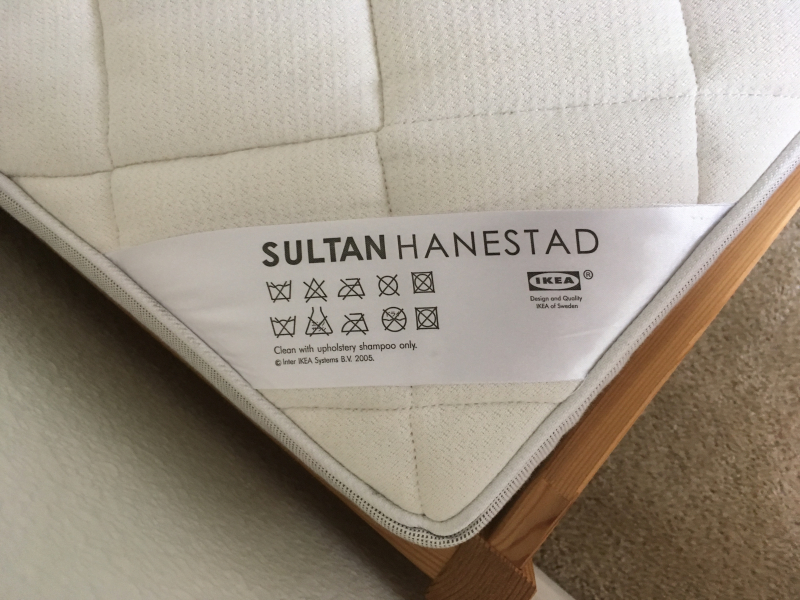 SULTAN HANESTAD
IKEA®
Design and Quality
IKEA of Sweden
Clean with upholstery shampoo only.
© Inter IKEA Systems B.V. 2005.